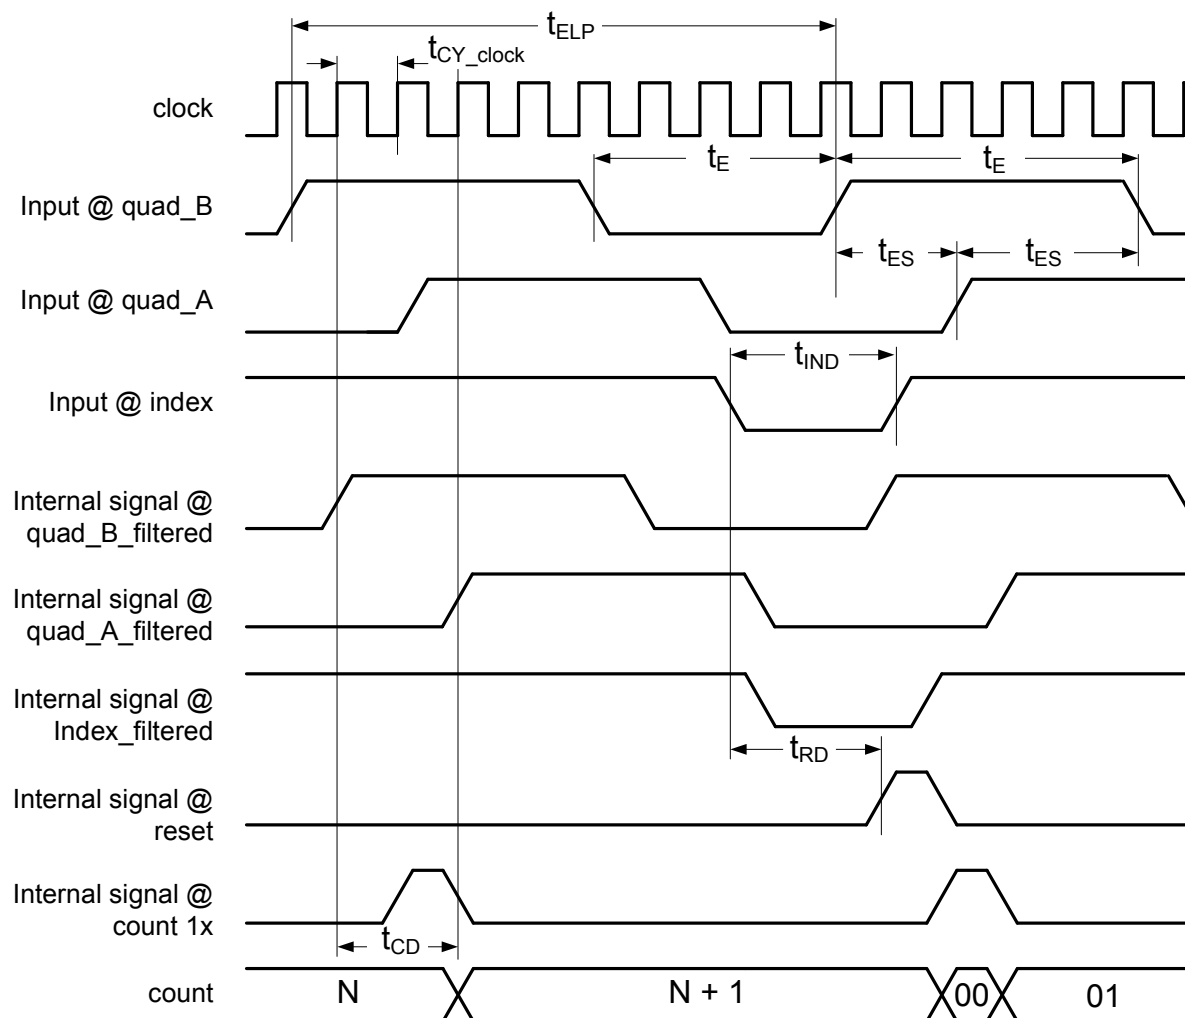 tELP
tCY_clock
clock
tE
tE
Input @ quad_B
tES
tES
Input @ quad_A
tIND
Input @ index
Internal signal @
quad_B_filtered
Internal signal @
quad_A_filtered
Internal signal @
Index_filtered
tRD
Internal signal @
reset
Internal signal @
count 1x
tCD
count
N
N + 1
00
01